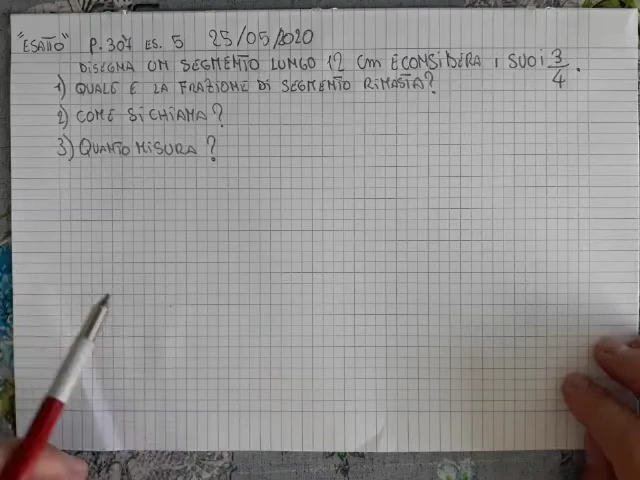 "ESATTO" P. 307 ES. 5 25/05/2020
DISEGNA UN SEGMENTO LUNGO 12 cm E CONSIDERA I SUOI 3/4.
1) QUALE È LA FRAZIONE DI SEGMENTO RIMASTA?
2) COME SI CHIAMA?
3) QUANTO MISURA?